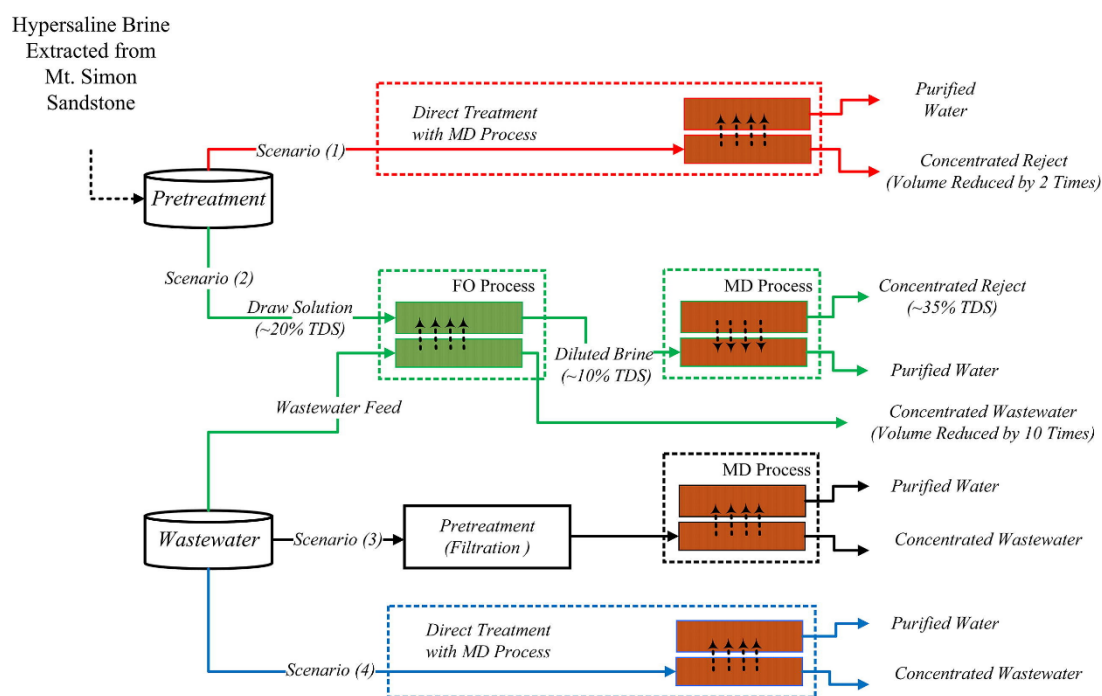 Hypersaline Brine
Extracted from
Mt. Simon
Sandstone
Pretreatment
Scenario (1)
Direct Treatment
with MD Process
Purified
Water
Concentrated Reject
(Volume Reduced by 2 Times)
Scenario (2)
Draw Solution
(~20% TDS)
FO Process
Diluted Brine
(~10% TDS)
MD Process
Concentrated Reject
(~35% TDS)
Purified Water
Wastewater Feed
Concentrated Wastewater
(Volume Reduced by 10 Times)
Wastewater
Scenario (3)
Pretreatment
(Filtration )
MD Process
Purified Water
Concentrated Wastewater
Scenario (4)
Direct Treatment
with MD Process
Purified Water
Concentrated Wastewater